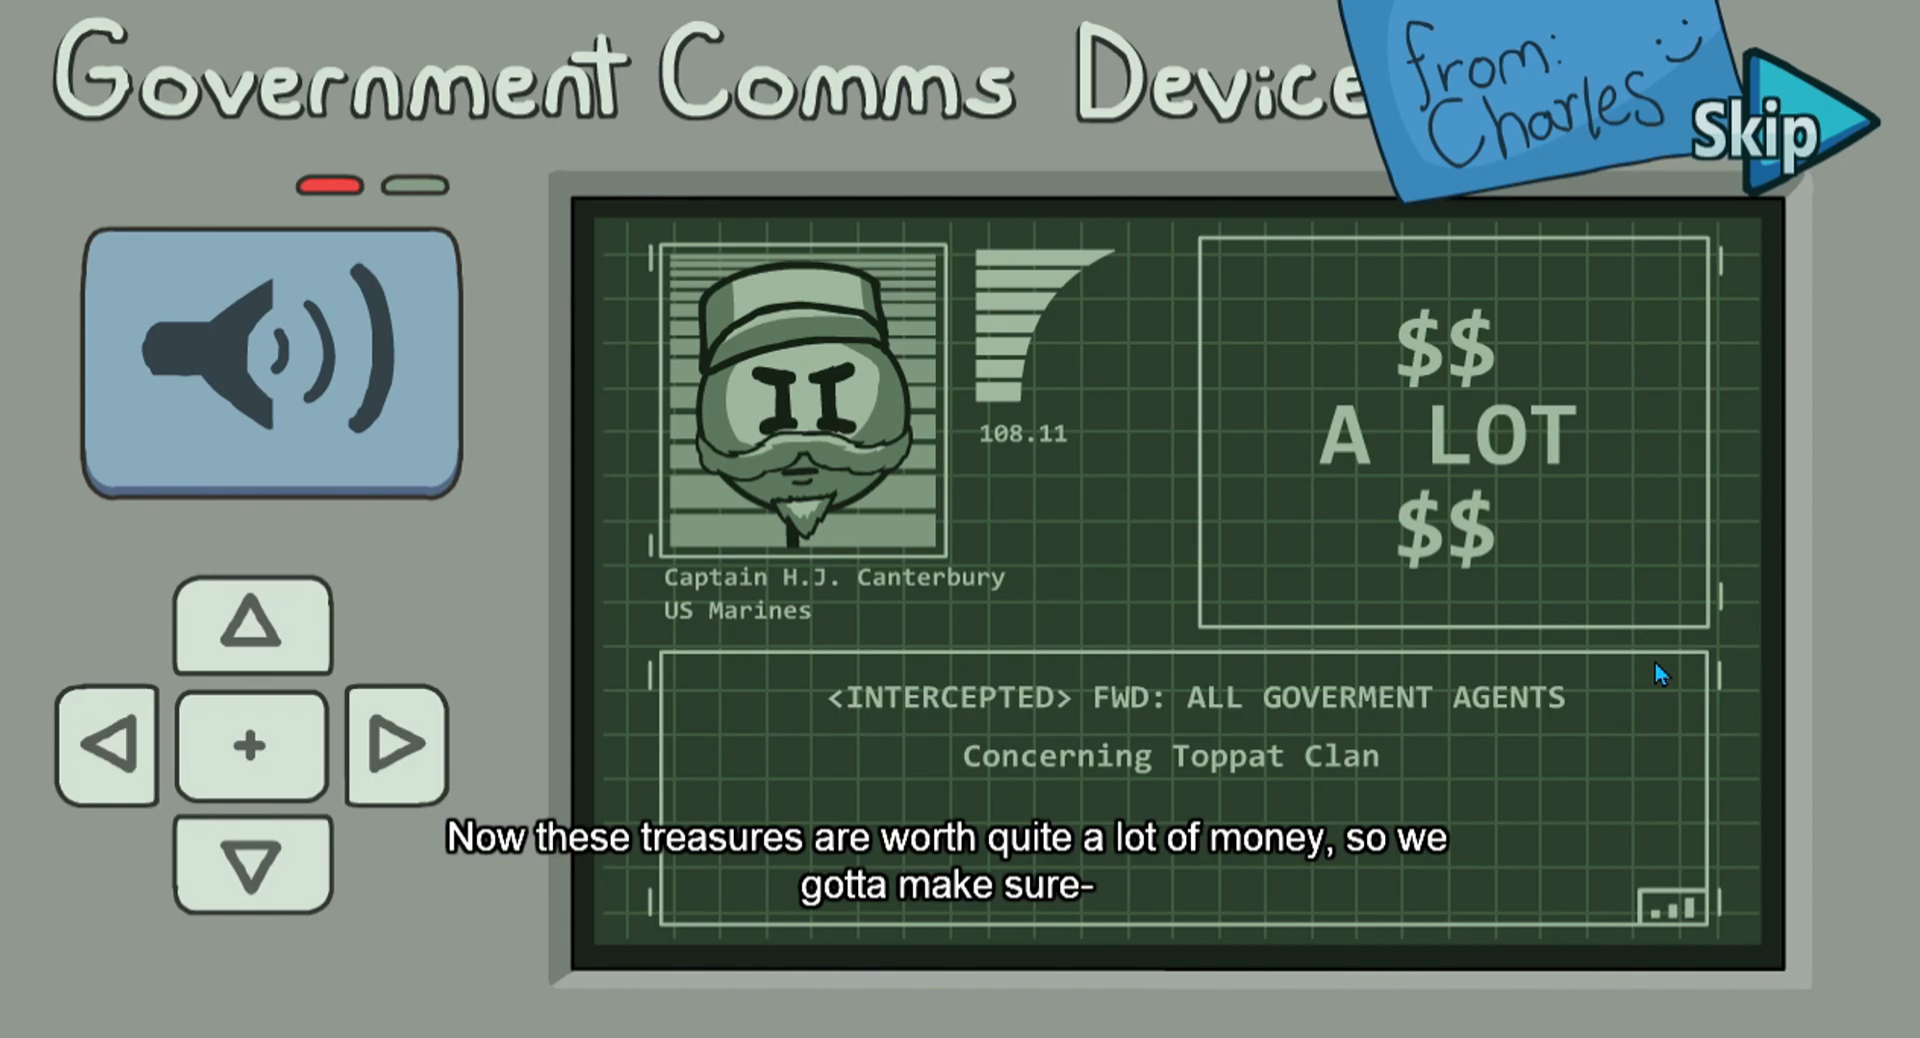 Government Comms Device
from:
Charles
Skip
$$
A LOT
$$
108.11
Captain H.J. Canterbury
US Marines
<INTERCEPTED> FWD: ALL GOVERMENT AGENTS
Concerning Toppat Clan
Now these treasures are worth quite a lot of money, so we
gotta make sure-